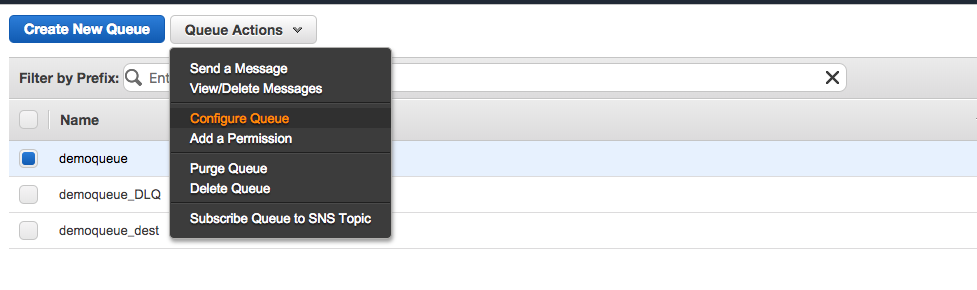 Create New Queue
Queue Actions
Send a Message
View/Delete Messages
Configure Queue
Add a Permission
Purge Queue
Delete Queue
Subscribe Queue to SNS Topic
Filter by Prefix:
Ent
Name
demoqueue
demoqueue_DLQ
demoqueue_dest